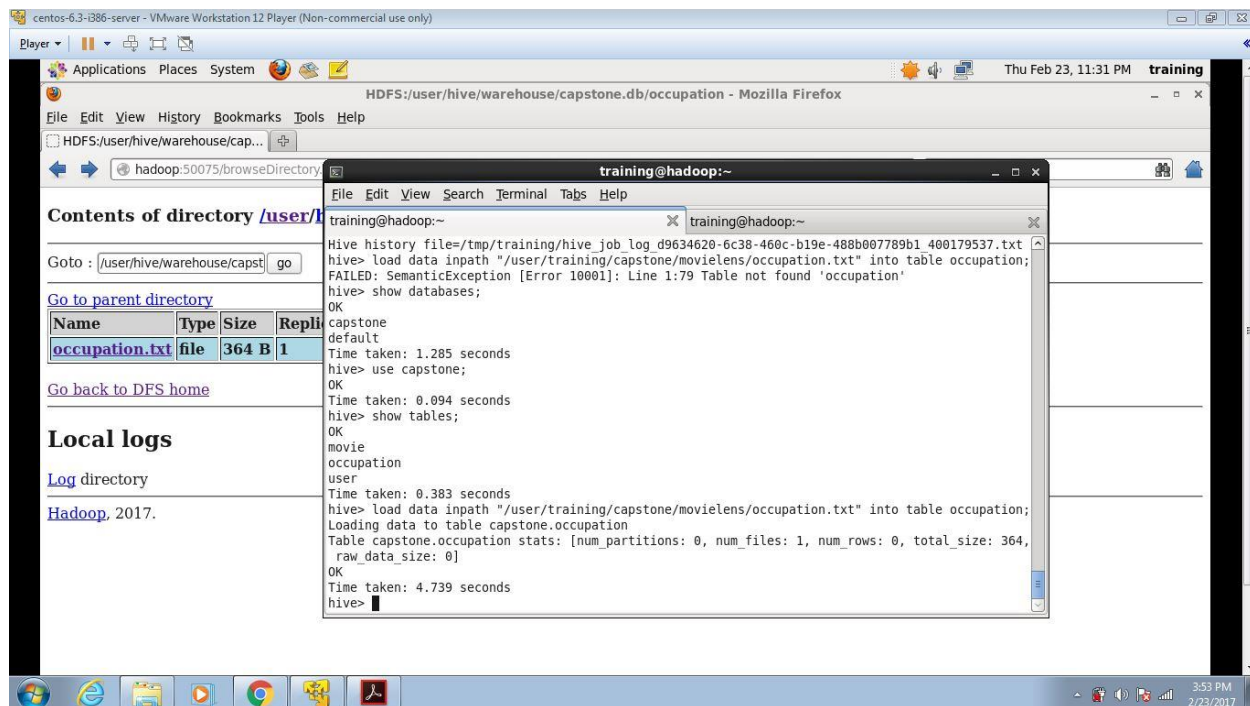 centos-6.3-i386-server - VMware Workstation 12 Player (Non-commercial use only)
Player
Applications Places System Thu Feb 23, 11:31 PM training
HDFS:/user/hive/warehouse/capstone.db/occupation - Mozilla Firefox
File Edit View History Bookmarks Tools Help
HDFS:/user/hive/warehouse/cap...
hadoop:50075/browseDirectory.
Contents of directory /user/h
Goto : /user/hive/warehouse/capst go
Go to parent directory
Name Type Size Replic
occupation.txt file 364 B 1
Go back to DFS home
Local logs
Log directory
Hadoop, 2017.
training@hadoop:~
File Edit View Search Terminal Tabs Help
training@hadoop:~ training@hadoop:~
Hive history file=/tmp/training/hive_job_log_d9634620-6c38-460c-b19e-488b007789b1_400179537.txt
hive> load data inpath "/user/training/capstone/movielens/occupation.txt" into table occupation;
FAILED: SemanticException [Error 10001]: Line 1:79 Table not found 'occupation'
hive> show databases;
OK
capstone
default
Time taken: 1.285 seconds
hive> use capstone;
OK
Time taken: 0.094 seconds
hive> show tables;
OK
movie
occupation
user
Time taken: 0.383 seconds
hive> load data inpath "/user/training/capstone/movielens/occupation.txt" into table occupation;
Loading data to table capstone.occupation
Table capstone.occupation stats: [num_partitions: 0, num_files: 1, num_rows: 0, total_size: 364,
raw_data_size: 0]
OK
Time taken: 4.739 seconds
hive>
3:53 PM
2/23/2017